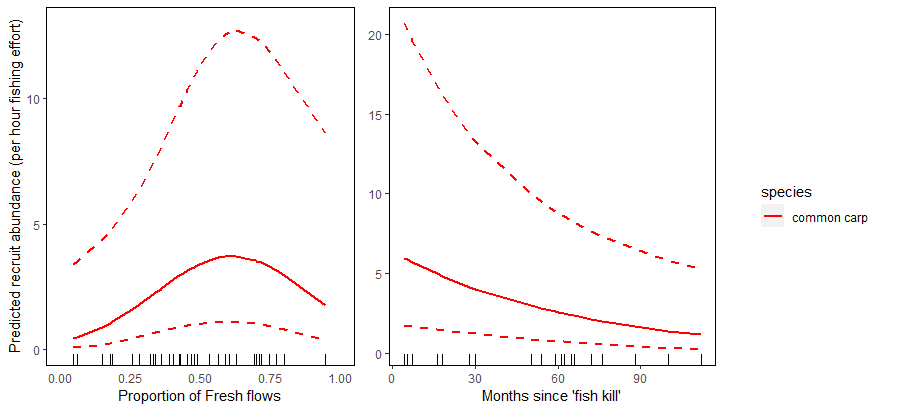 Predicted recruit abundance (per hour fishing effort)
10
5
0
0.00 0.25 0.50 0.75 1.00
Proportion of Fresh flows
20
15
10
5
0
0 30 60 90
Months since 'fish kill'
species
common carp